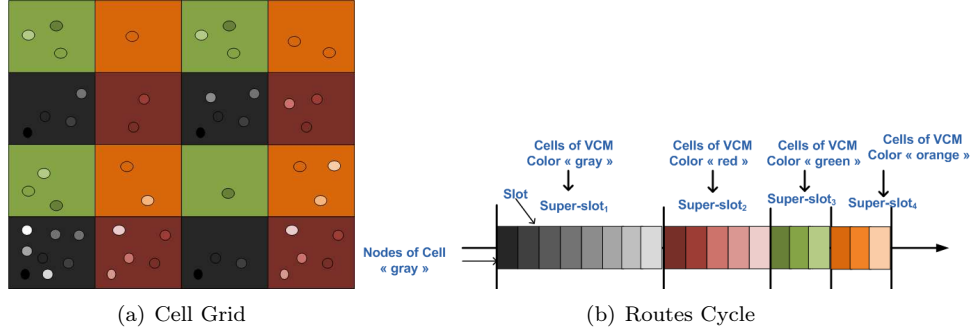 Cells of VCM
Color « gray »
Cells of VCM
Color « red »
Cells of VCM
Color « green»
Cells of VCM
Color « orange »
Slot
Super-slot1
Super-slot2
Super-slot3
Super-slot4
Nodes of Cell
« gray »
(a) Cell Grid
(b) Routes Cycle